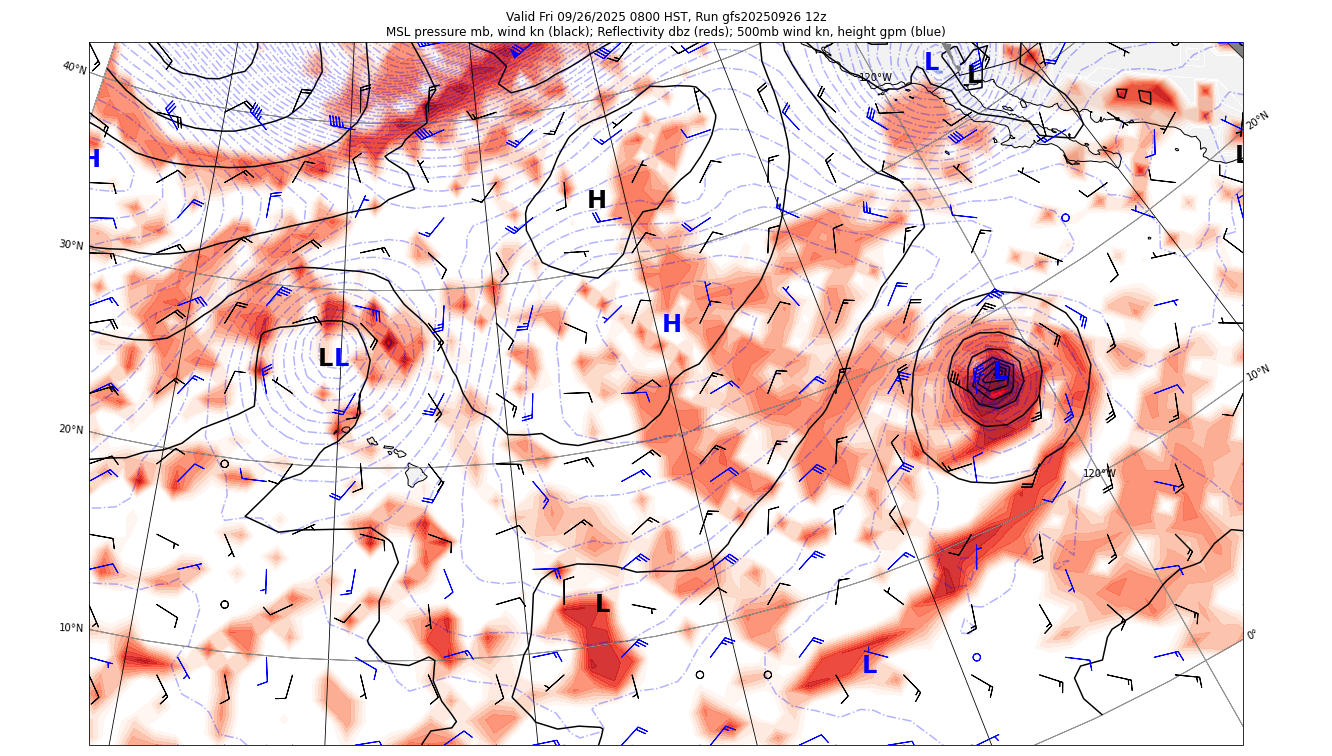 Valid Fri 09/26/2025 0800 HST, Run gfs20250926 12z
MSL pressure mb, wind kn (black); Reflectivity dbz (reds); 500mb wind kn, height gpm (blue)
40°N
L
L
120°W
20°N
H
L
H
30°N
H
L L
L
10°N
20°N
120°W
L
10°N
0°
L